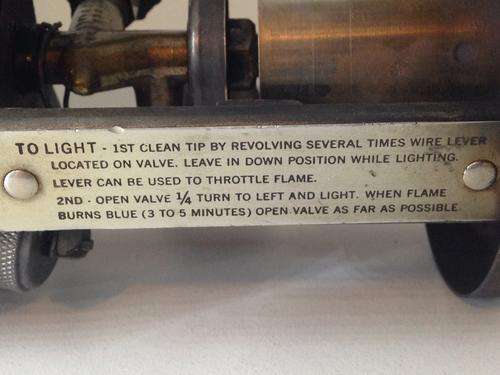 TO LIGHT - 1ST CLEAN TIP BY REVOLVING SEVERAL TIMES WIRE LEVER
LOCATED ON VALVE. LEAVE IN DOWN POSITION WHILE LIGHTING.
LEVER CAN BE USED TO THROTTLE FLAME.
2ND - OPEN VALVE 1/4 TURN TO LEFT AND LIGHT. WHEN FLAME
BURNS BLUE (3 TO 5 MINUTES) OPEN VALVE AS FAR AS POSSIBLE